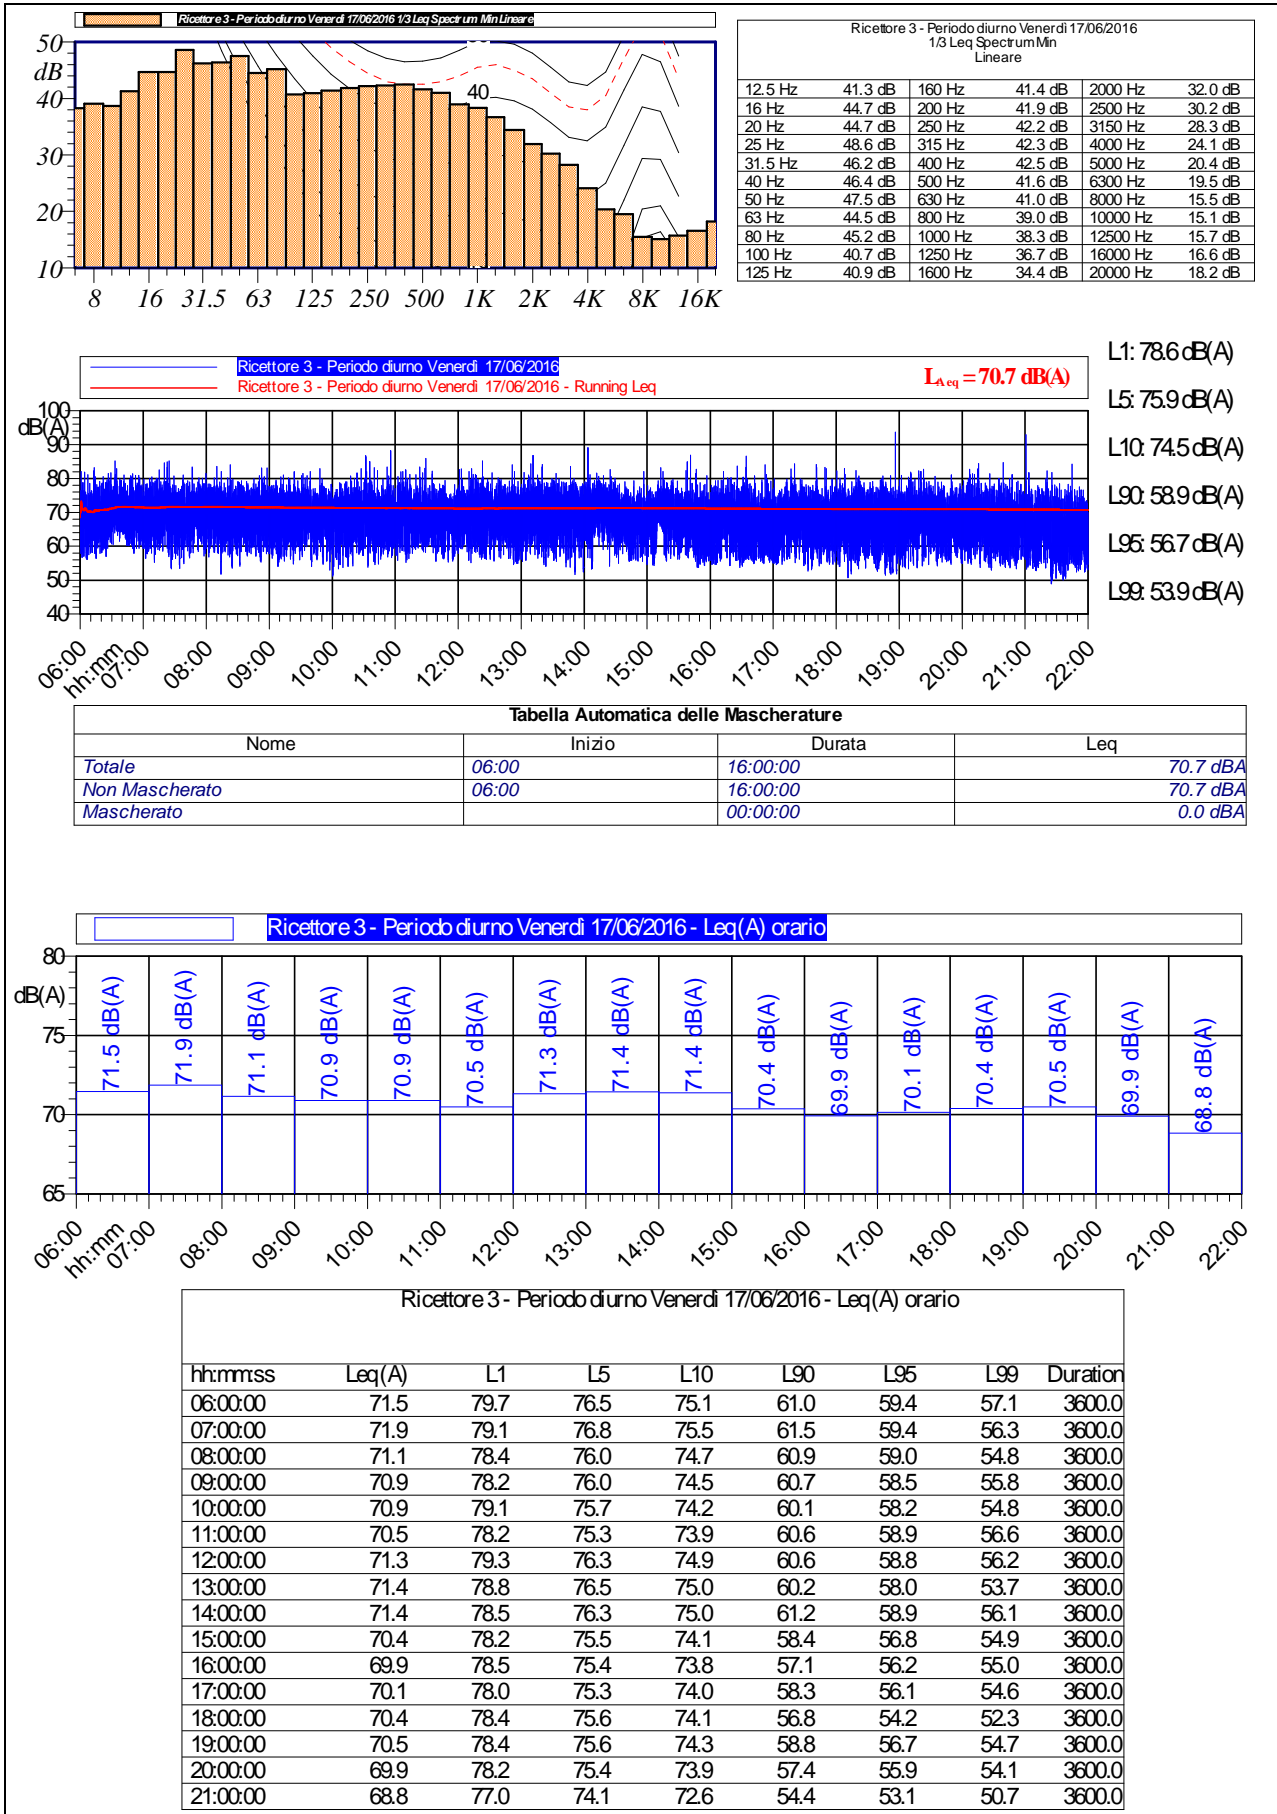 Ricettore 3 - Periodo diurno Venerdì 17/06/2016 1/3 Leq Spectrum Min Lineare
50
dB
40
30
20
10
40
8 16 31.5 63 125 250 500 1K 2K 4K 8K 16K
Ricettore 3 - Periodo diurno Venerdì 17/06/2016
1/3 Leq Spectrum Min
Lineare
12.5 Hz 41.3 dB 160 Hz 41.4 dB 2000 Hz 32.0 dB
16 Hz 44.7 dB 200 Hz 41.9 dB 2500 Hz 30.2 dB
20 Hz 44.7 dB 250 Hz 42.2 dB 3150 Hz 28.3 dB
25 Hz 48.6 dB 315 Hz 42.3 dB 4000 Hz 24.1 dB
31.5 Hz 46.2 dB 400 Hz 42.5 dB 5000 Hz 20.4 dB
40 Hz 46.4 dB 500 Hz 41.6 dB 6300 Hz 19.5 dB
50 Hz 47.5 dB 630 Hz 41.0 dB 8000 Hz 15.5 dB
63 Hz 44.5 dB 800 Hz 39.0 dB 10000 Hz 15.1 dB
80 Hz 45.2 dB 1000 Hz 38.3 dB 12500 Hz 15.7 dB
100 Hz 40.7 dB 1250 Hz 36.7 dB 16000 Hz 16.6 dB
125 Hz 40.9 dB 1600 Hz 34.4 dB 20000 Hz 18.2 dB
Ricettore 3 - Periodo diurno Venerdì 17/06/2016
Ricettore 3 - Periodo diurno Venerdì 17/06/2016 - Running Leq
LAeq = 70.7 dB(A)
L1: 78.6 dB(A)
L5: 75.9 dB(A)
L10: 74.5 dB(A)
L90: 58.9 dB(A)
L95: 56.7 dB(A)
L99: 53.9 dB(A)
100
dB(A)
90
80
70
60
50
40
06:00 hh:mm 07:00 08:00 09:00 10:00 11:00 12:00 13:00 14:00 15:00 16:00 17:00 18:00 19:00 20:00 21:00 22:00
Tabella Automatica delle Mascherature
Nome Inizio Durata Leq
Totale 06:00 16:00:00 70.7 dBA
Non Mascherato 06:00 16:00:00 70.7 dBA
Mascherato 00:00:00 0.0 dBA
Ricettore 3 - Periodo diurno Venerdì 17/06/2016 - Leq(A) orario
80
dB(A)
75
70
65
71.5 dB(A) 71.9 dB(A) 71.1 dB(A) 70.9 dB(A) 70.9 dB(A) 70.5 dB(A) 71.3 dB(A) 71.4 dB(A) 71.4 dB(A) 70.4 dB(A) 69.9 dB(A) 70.1 dB(A) 70.4 dB(A) 70.5 dB(A) 69.9 dB(A) 68.8 dB(A)
06:00 hh:mm 07:00 08:00 09:00 10:00 11:00 12:00 13:00 14:00 15:00 16:00 17:00 18:00 19:00 20:00 21:00 22:00
Ricettore 3 - Periodo diurno Venerdì 17/06/2016 - Leq(A) orario
hh:mm:ss Leq(A) L1 L5 L10 L90 L95 L99 Duration
06:00:00 71.5 79.7 76.5 75.1 61.0 59.4 57.1 3600.0
07:00:00 71.9 79.1 76.8 75.5 61.5 59.4 56.3 3600.0
08:00:00 71.1 78.4 76.0 74.7 60.9 59.0 54.8 3600.0
09:00:00 70.9 78.2 76.0 74.5 60.7 58.5 55.8 3600.0
10:00:00 70.9 79.1 75.7 74.2 60.1 58.2 54.8 3600.0
11:00:00 70.5 78.2 75.3 73.9 60.6 58.9 56.6 3600.0
12:00:00 71.3 79.3 76.3 74.9 60.6 58.8 56.2 3600.0
13:00:00 71.4 78.8 76.5 75.0 60.2 58.0 53.7 3600.0
14:00:00 71.4 78.5 76.3 75.0 61.2 58.9 56.1 3600.0
15:00:00 70.4 78.2 75.5 74.1 58.4 56.8 54.9 3600.0
16:00:00 69.9 78.5 75.4 73.8 57.1 56.2 55.0 3600.0
17:00:00 70.1 78.0 75.3 74.0 58.3 56.1 54.6 3600.0
18:00:00 70.4 78.4 75.6 74.1 56.8 54.2 52.3 3600.0
19:00:00 70.5 78.4 75.6 74.3 58.8 56.7 54.7 3600.0
20:00:00 69.9 78.2 75.4 73.9 57.4 55.9 54.1 3600.0
21:00:00 68.8 77.0 74.1 72.6 54.4 53.1 50.7 3600.0